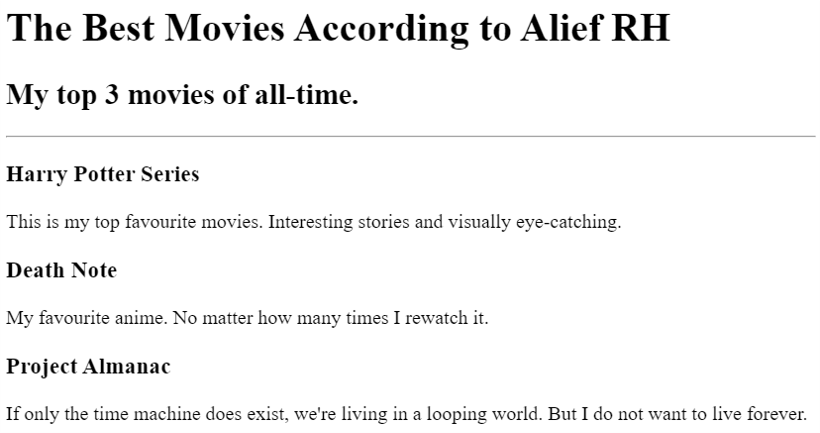 The Best Movies According to Alief RH
My top 3 movies of all-time.
Harry Potter Series
This is my top favourite movies. Interesting stories and visually eye-catching.
Death Note
My favourite anime. No matter how many times I rewatch it.
Project Almanac
If only the time machine does exist, we're living in a looping world. But I do not want to live forever.